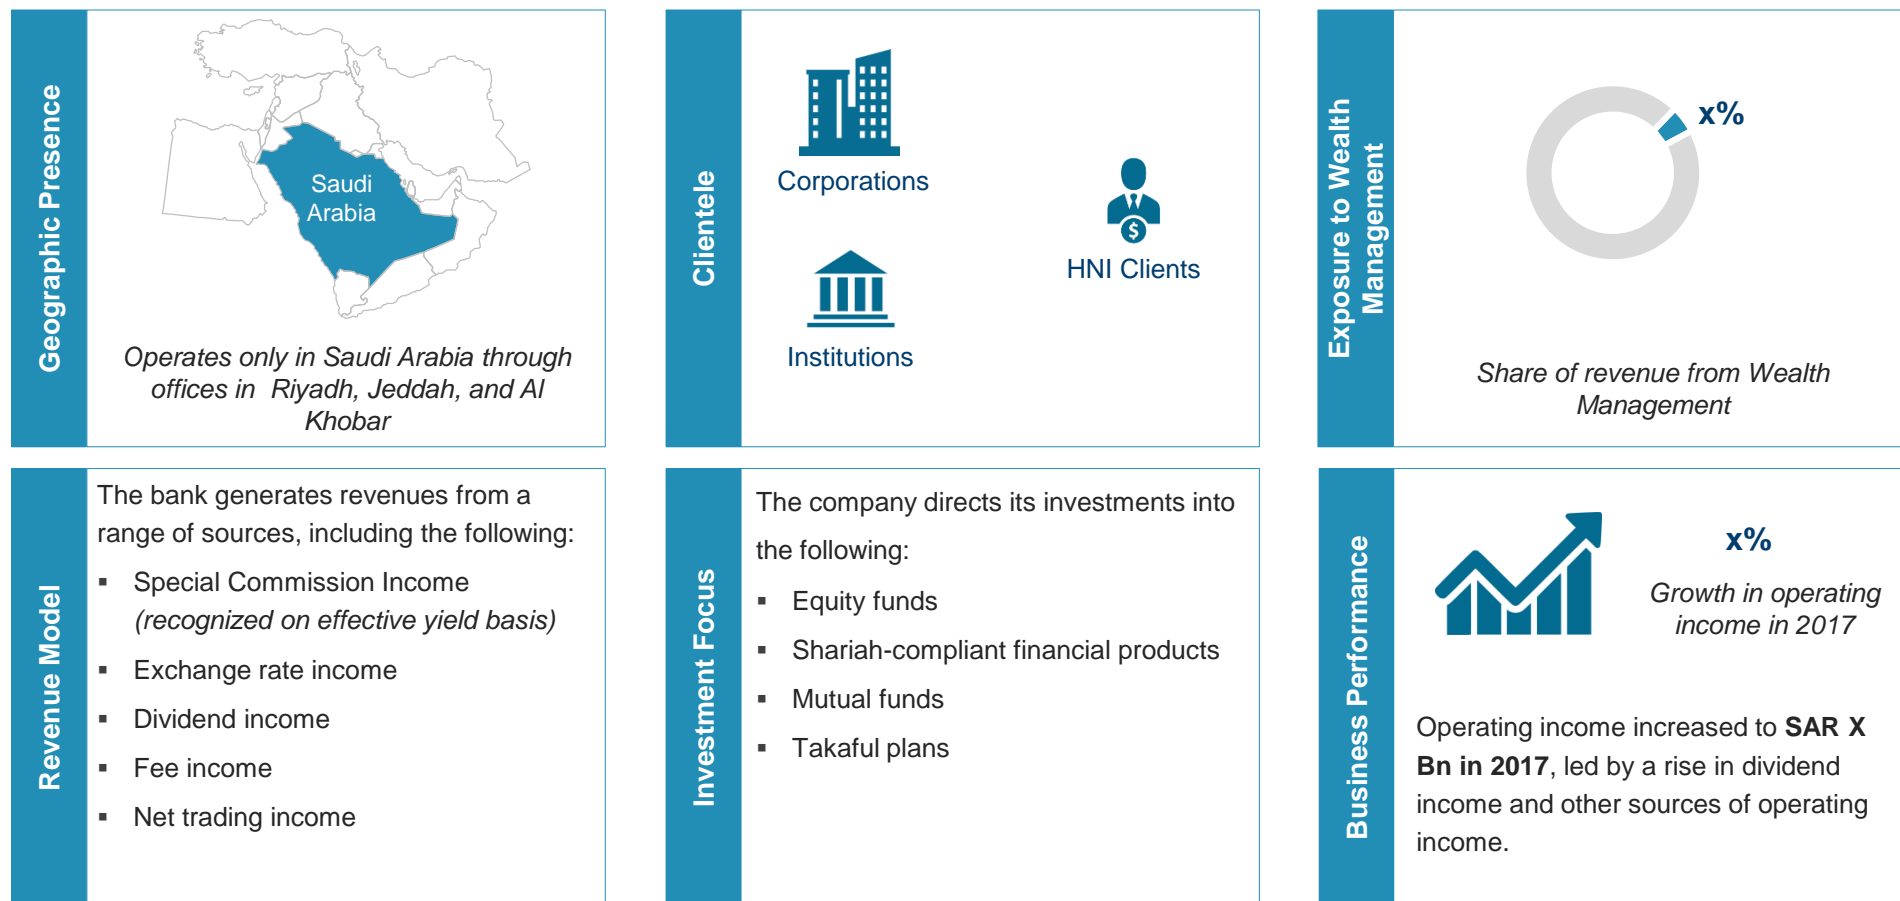 Geographic Presence
Saudi
Arabia
Operates only in Saudi Arabia through
offices in Riyadh, Jeddah, and Al
Khobar
Clientele
Corporations
HNI Clients
$
Institutions
Exposure to Wealth
Management
x%
Share of revenue from Wealth
Management
Revenue Model
The bank generates revenues from a
range of sources, including the following:
▪ Special Commission Income
(recognized on effective yield basis)
▪ Exchange rate income
▪ Dividend income
▪ Fee income
▪ Net trading income
Investment Focus
The company directs its investments into
the following:
▪ Equity funds
▪ Shariah-compliant financial products
▪ Mutual funds
▪ Takaful plans
Business Performance
x%
Growth in operating
income in 2017
Operating income increased to SAR X
Bn in 2017, led by a rise in dividend
income and other sources of operating
income.